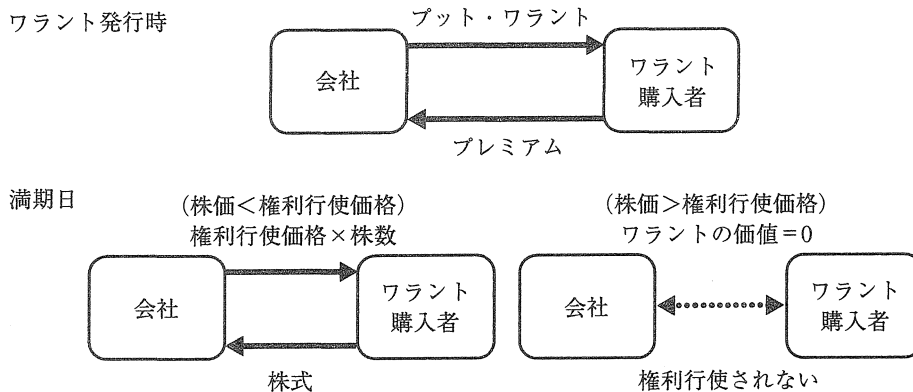 ワラント発行時
プット・ワラント
会社
ワラント
購入者
プレミアム
満期日
(株価<権利行使価格)
権利行使価格×株数
会社
ワラント
購入者
株式
(株価>権利行使価格)
ワラントの価値=0
会社
ワラント
購入者
権利行使されない